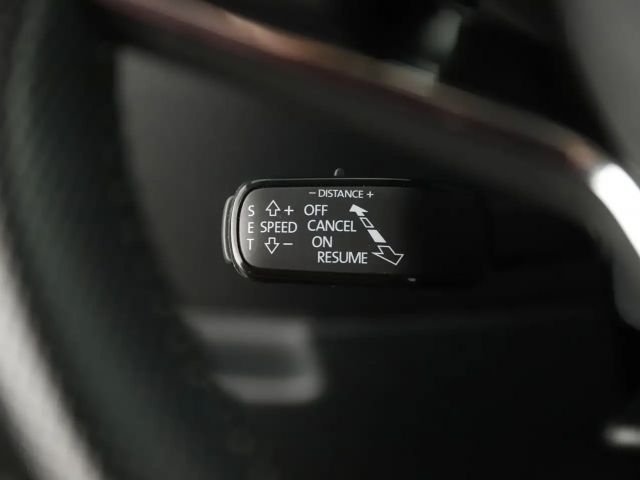 − DISTANCE +
S + OFF
E SPEED CANCEL
T − ON
RESUME